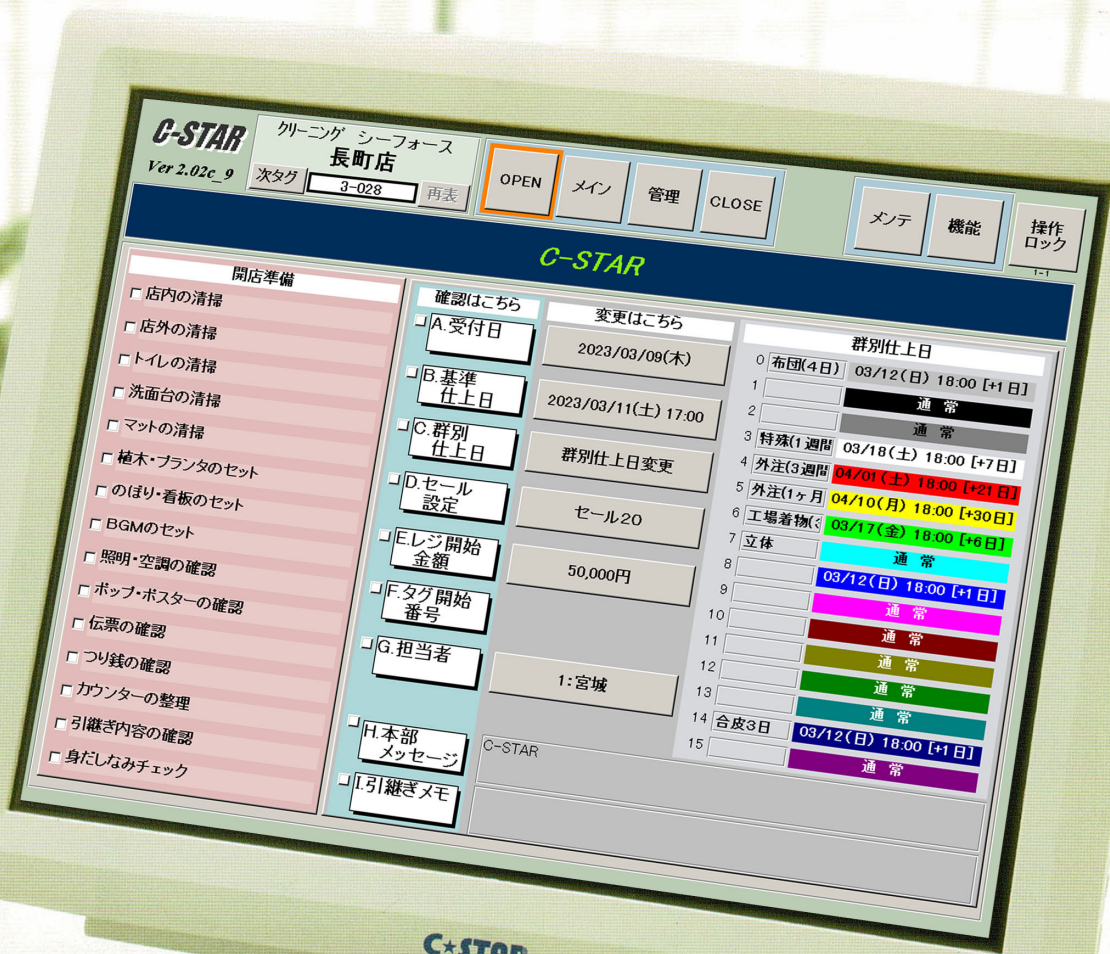 C-STAR
Ver 2.02c_9
クリーニング シーフォース
長町店
次タグ 3-028 再表
OPEN
メイン
管理
CLOSE
メンテ
機能
操作
ロック
1-1
C-STAR
開店準備
店内の清掃
店外の清掃
トイレの清掃
洗面台の清掃
マットの清掃
植木・プランタのセット
のぼり・看板のセット
BGMのセット
照明・空調の確認
ポップ・ポスターの確認
伝票の確認
つり銭の確認
カウンターの整理
引継ぎ内容の確認
身だしなみチェック
確認はこちら
A.受付日
B.基準
仕上日
C.群別
仕上日
D.セール
設定
E.レジ開始
金額
F.タグ開始
番号
G.担当者
H.本部
メッセージ
I.引継ぎメモ
変更はこちら
2023/03/09(木)
2023/03/11(土) 17:00
群別仕上日変更
セール20
50,000円
1:宮城
C-STAR
群別仕上日
0 布団(4日) 03/12(日) 18:00 [+1日]
1 通常
2 通常
3 特殊(1週間 03/18(土) 18:00 [+7日]
4 外注(3週間 04/01(土) 18:00 [+21日]
5 外注(1ヶ月 04/10(月) 18:00 [+30日]
6 工場着物( 03/17(金) 18:00 [+6日]
7 立体 通常
8 03/12(日) 18:00 [+1日]
9 通常
10 通常
11 通常
12 通常
13 通常
14 合皮3日 03/12(日) 18:00 [+1日]
15 通常
C★STAR